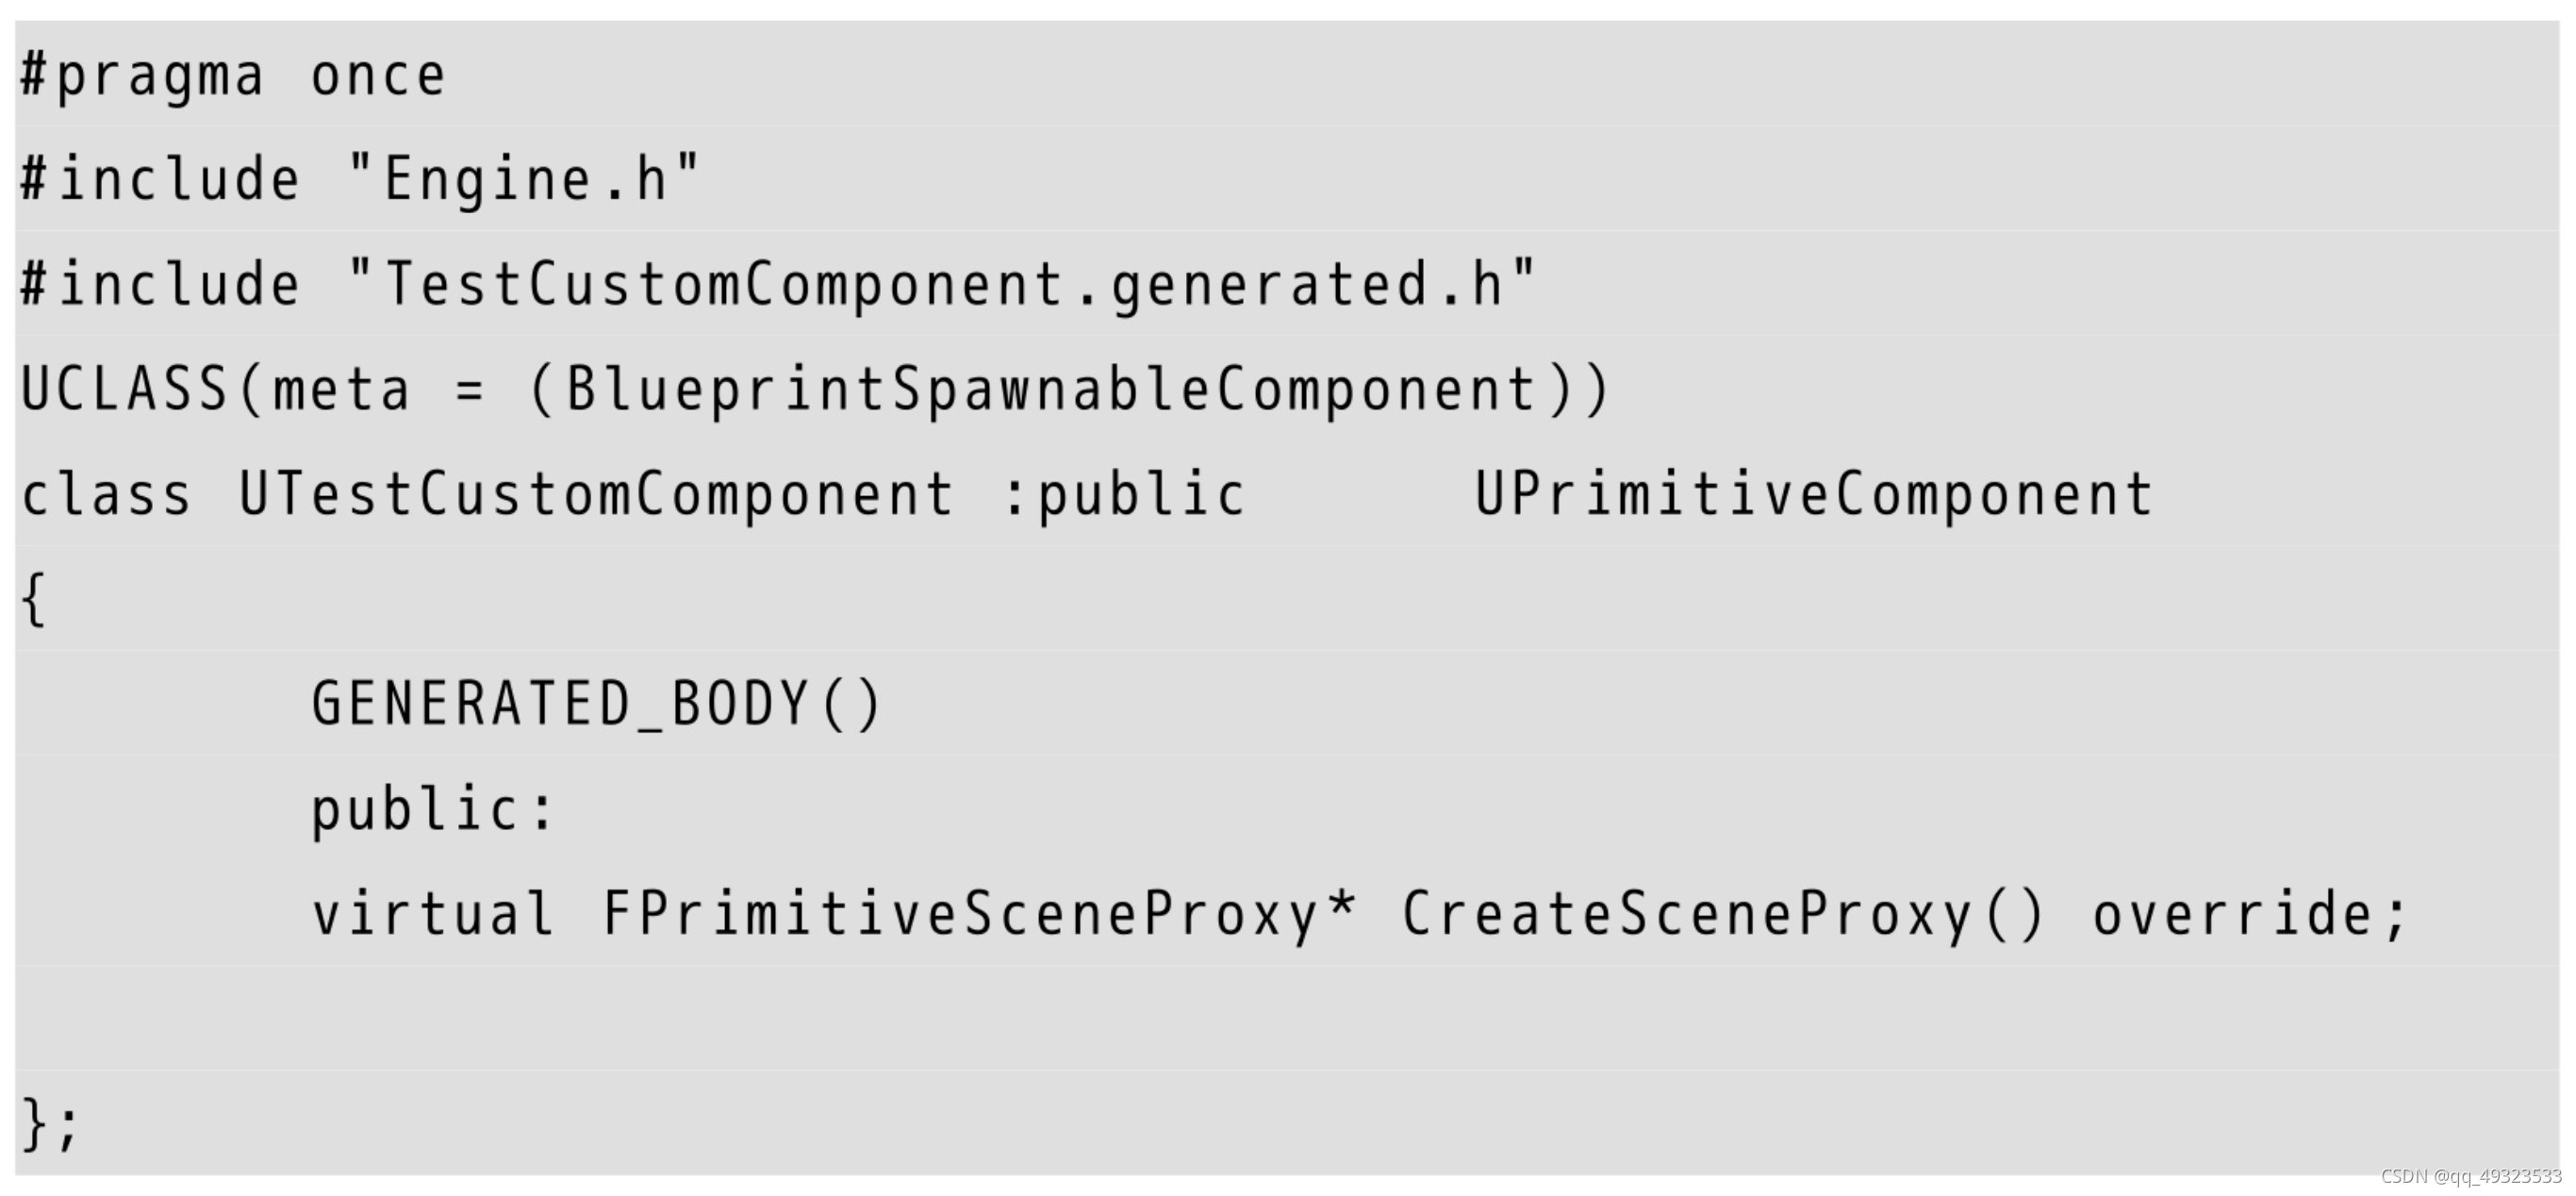 #pragma once
#include "Engine.h"
#include "TestCustomComponent.generated.h"
UCLASS(meta = (BlueprintSpawnableComponent))
class UTestCustomComponent :public     UPrimitiveComponent
{
        GENERATED_BODY()
        public:
        virtual FPrimitiveSceneProxy* CreateSceneProxy() override;

};
CSDN @qq_49323533